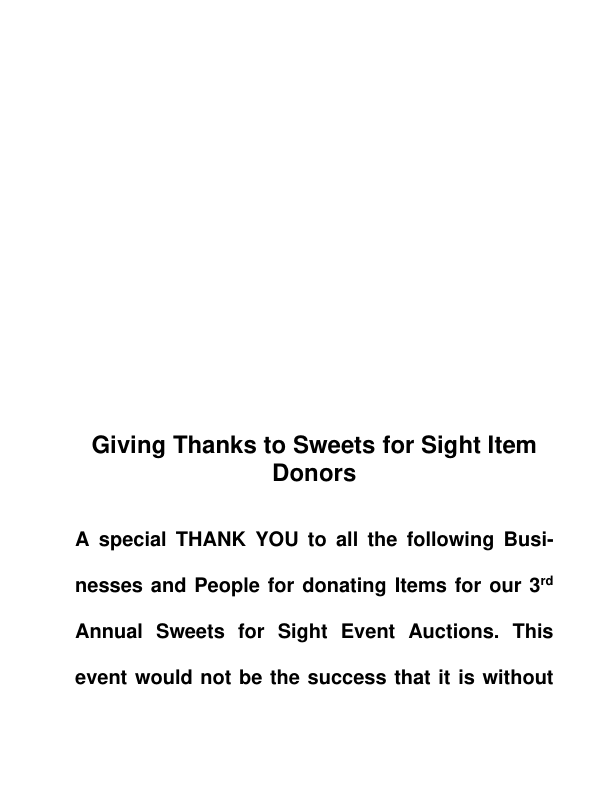 Giving Thanks to Sweets for Sight Item
Donors
A special THANK YOU to all the following Busi-
nesses and People for donating Items for our 3rd
Annual Sweets for Sight Event Auctions. This
event would not be the success that it is without